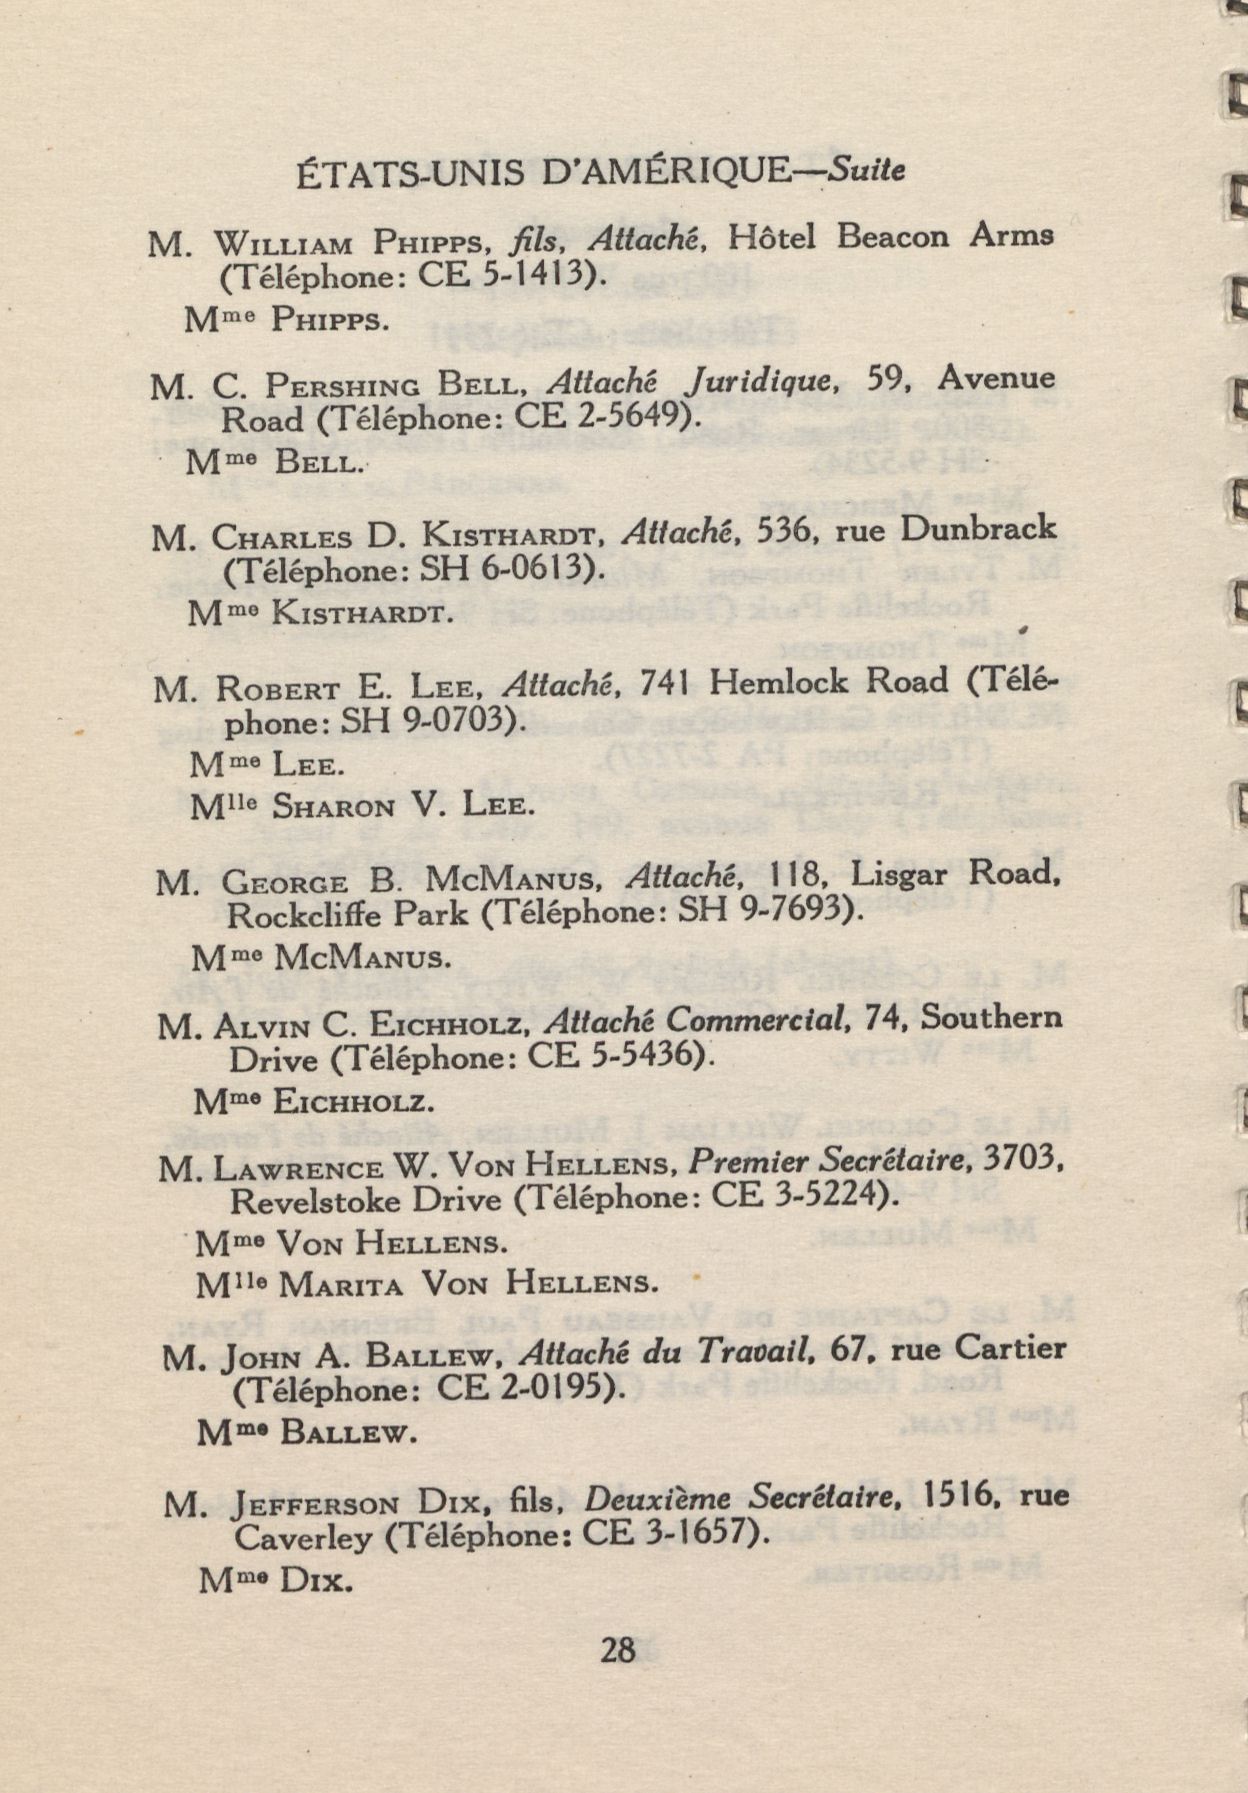 ÉTATS-UNIS D'AMÉRIQUE—Suite
M. William Phipps, fils, Attaché, Hôtel Beacon Arms
(Téléphone: CE 5-1413).
Mme Phipps.
M. C. Pershing Bell, Attaché Juridique, 59, Avenue
Road (Téléphone: CE 2-5649).
Mme Bell.
M. Charles D. Kisthardt, Attaché, 536, rue Dunbrack
(Téléphone: SH 6-0613).
Mme Kisthardt.
M. Robert E. Lee, Attaché, 741 Hemlock Road (Télé-
phone: SH 9-0703).
Mme Lee.
Mlle Sharon V. Lee.
M. George B. McManus, Attaché, 118, Lisgar Road,
Rockcliffe Park (Téléphone: SH 9-7693).
Mme McManus.
M. Alvin C. Eichholz, Attaché Commercial, 74, Southern
Drive (Téléphone: CE 5-5436).
Mme Eichholz.
M. Lawrence W. Von Hellens, Premier Secrétaire, 3703,
Revelstoke Drive (Téléphone: CE 3-5224).
Mme Von Hellens.
Mlle Marita Von Hellens.
M. John A. Ballew, Attaché du Travail, 67, rue Cartier
(Téléphone: CE 2-0195).
Mme Ballew.
M. Jefferson Dix, fils, Deuxième Secrétaire, 1516, rue
Caverley (Téléphone: CE 3-1657).
Mme Dix.
28